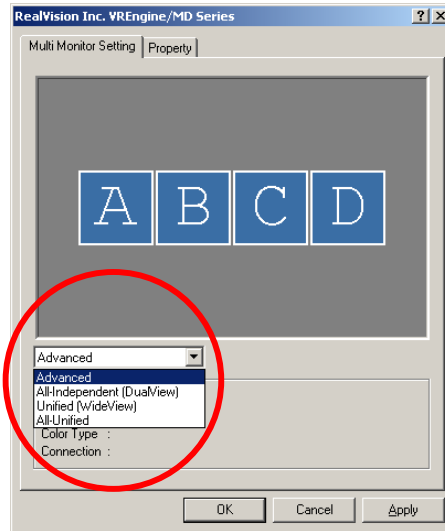 RealVision Inc. VREngine/MD Series
Multi Monitor Setting Property
A B C D
Advanced
Advanced
All-Independent (DualView)
Unified (WideView)
All-Unified
Color Type :
Connection :
OK Cancel Apply